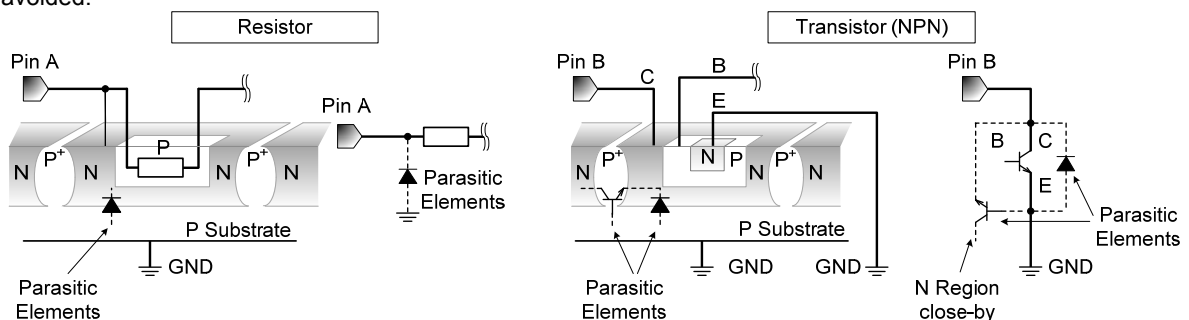 avoided.
Resistor
Transistor (NPN)
Pin A
Pin A
N P+ N P N P+ N
Parasitic
Elements
P Substrate
GND
Parasitic
Elements
Pin B
C
B
E
N P+ N N P N P+ N
P Substrate
GND
GND
Parasitic
Elements
Pin B
B
C
E
Parasitic
Elements
GND
N Region
close-by